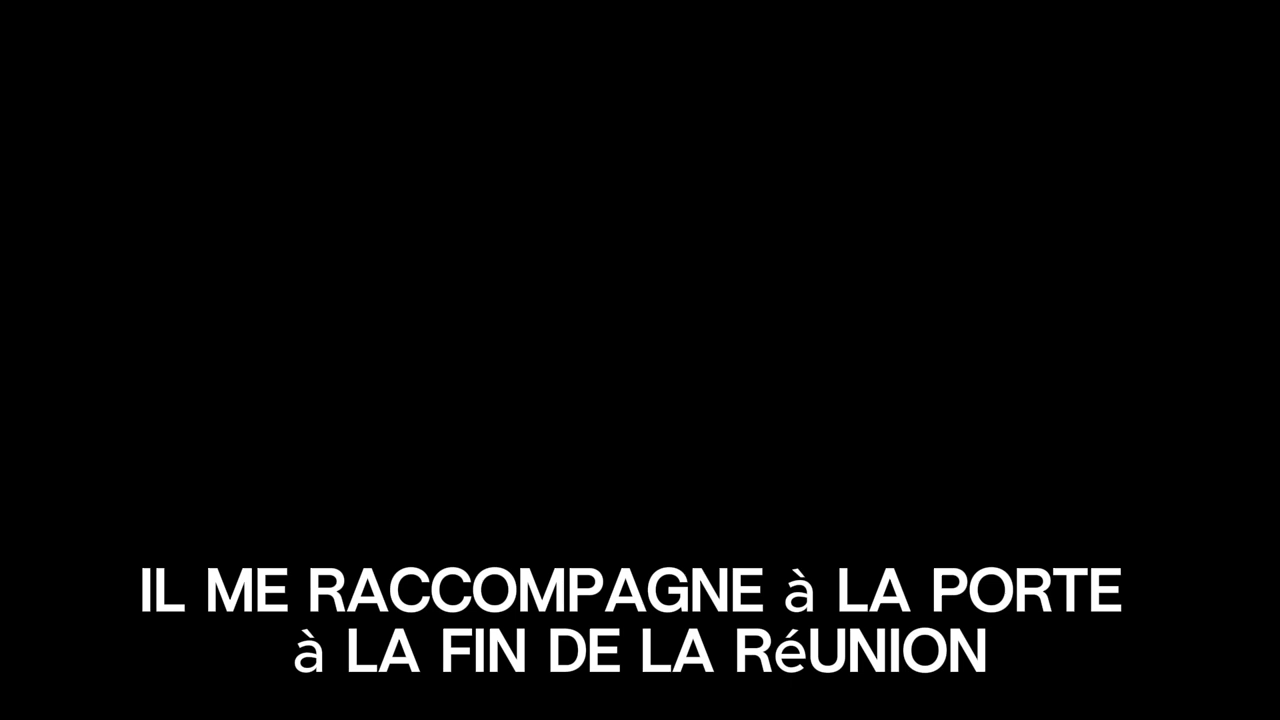 IL ME RACCOMPAGNE à LA PORTE
à LA FIN DE LA RéUNION